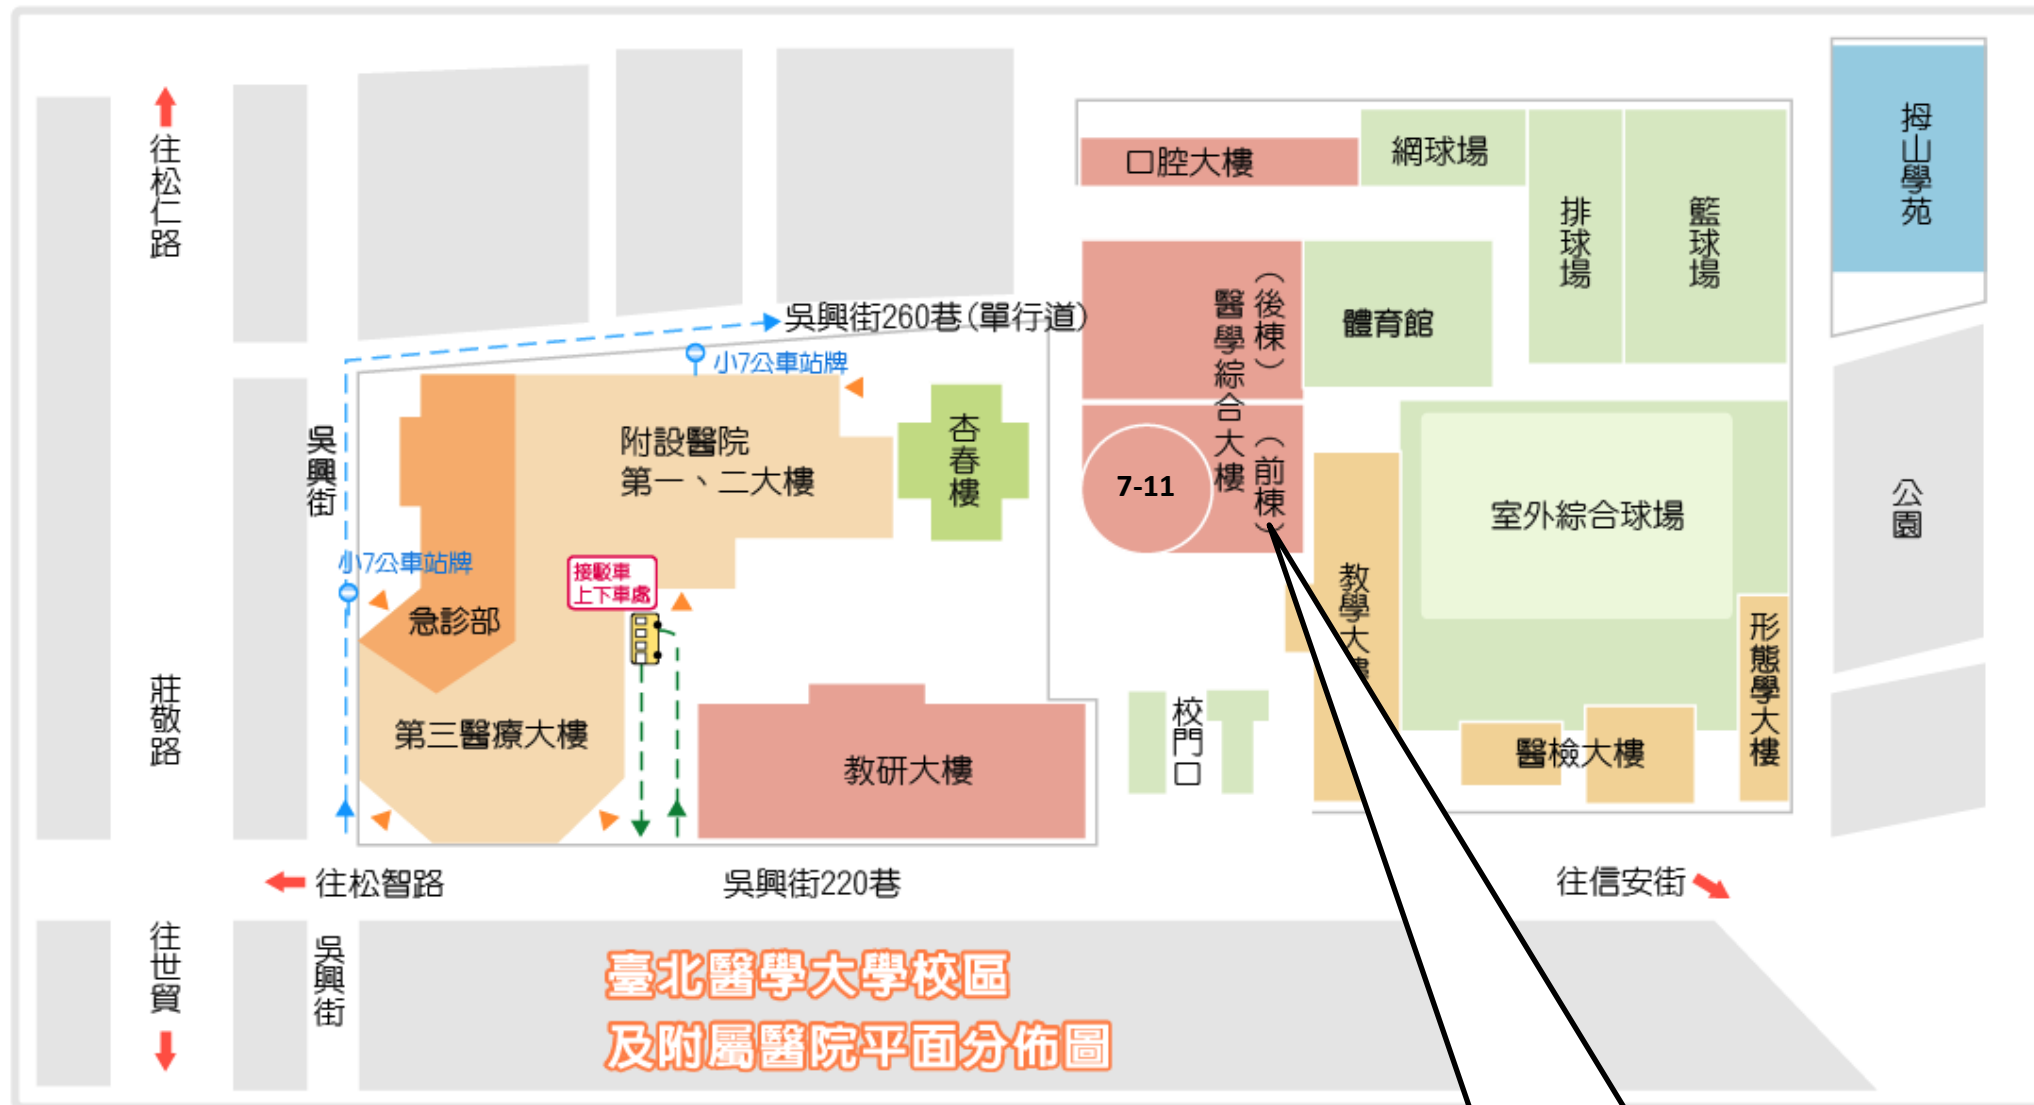 往松仁路
口腔大樓
網球場
排球場
籃球場
拇山學苑
吳興街260巷(單行道)
小7公車站牌
醫學綜合大樓
(後棟)
(前棟)
體育館
吳興街
附設醫院
第一、二大樓
杏春樓
7-11
室外綜合球場
公園
小7公車站牌
接駁車
上下車處
急診部
教學大樓
形態學大樓
莊敬路
第三醫療大樓
教研大樓
校門口
醫檢大樓
往松智路
吳興街220巷
往信安街
往世貿
吳興街
臺北醫學大學校區
及附屬醫院平面分佈圖